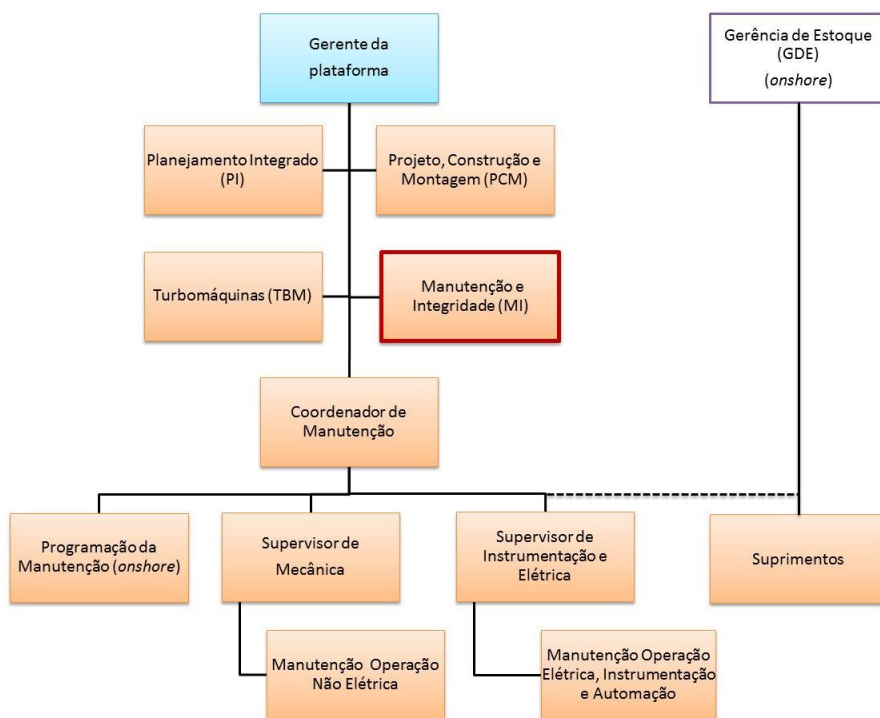 Gerente da
plataforma
Gerência de Estoque
(GDE)
(onshore)
Planejamento Integrado
(PI)
Projeto, Construção e
Montagem (PCM)
Turbomáquinas (TBM)
Manutenção e
Integridade (MI)
Coordenador de
Manutenção
Programação da
Manutenção (onshore)
Supervisor de
Mecânica
Supervisor de
Instrumentação e
Elétrica
Suprimentos
Manutenção Operação
Não Elétrica
Manutenção Operação
Elétrica, Instrumentação
e Automação